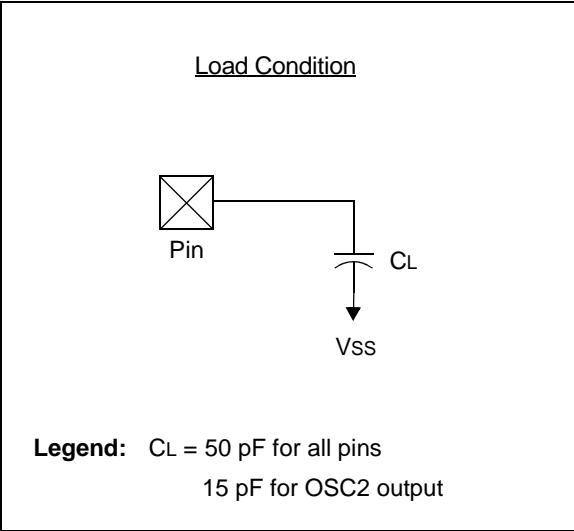 Load Condition
Pin
CL
VSS
Legend: CL = 50 pF for all pins
15 pF for OSC2 output